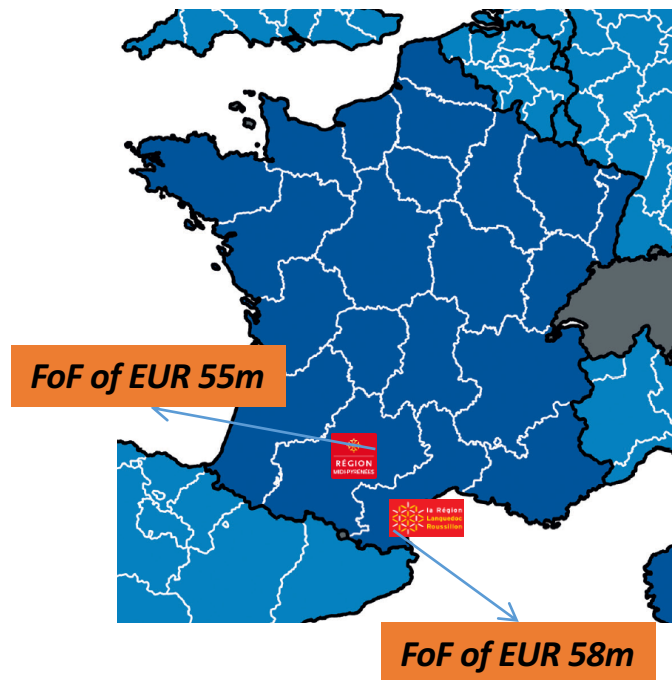 FoF of EUR 55m
RÉGION
MIDI-PYRÉNÉES
la Région
Languedoc
Roussillon
FoF of EUR 58m